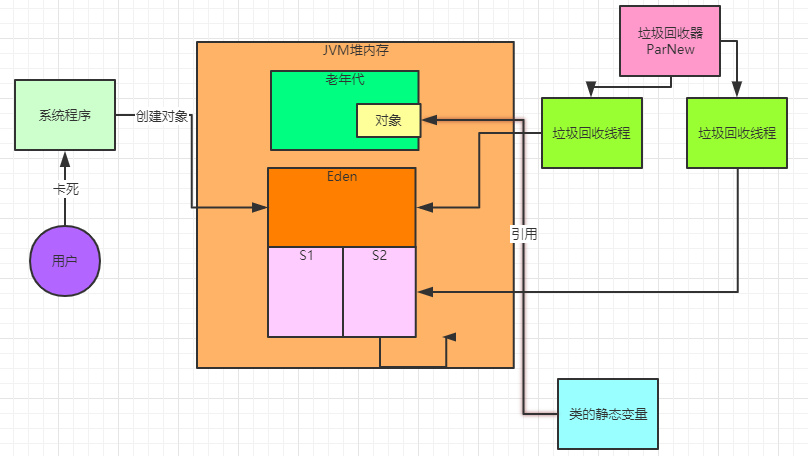 JVM堆内存
垃圾回收器
ParNew
老年代
系统程序
创建对象
对象
垃圾回收线程
垃圾回收线程
Eden
卡死
用户
引用
S1
S2
类的静态变量